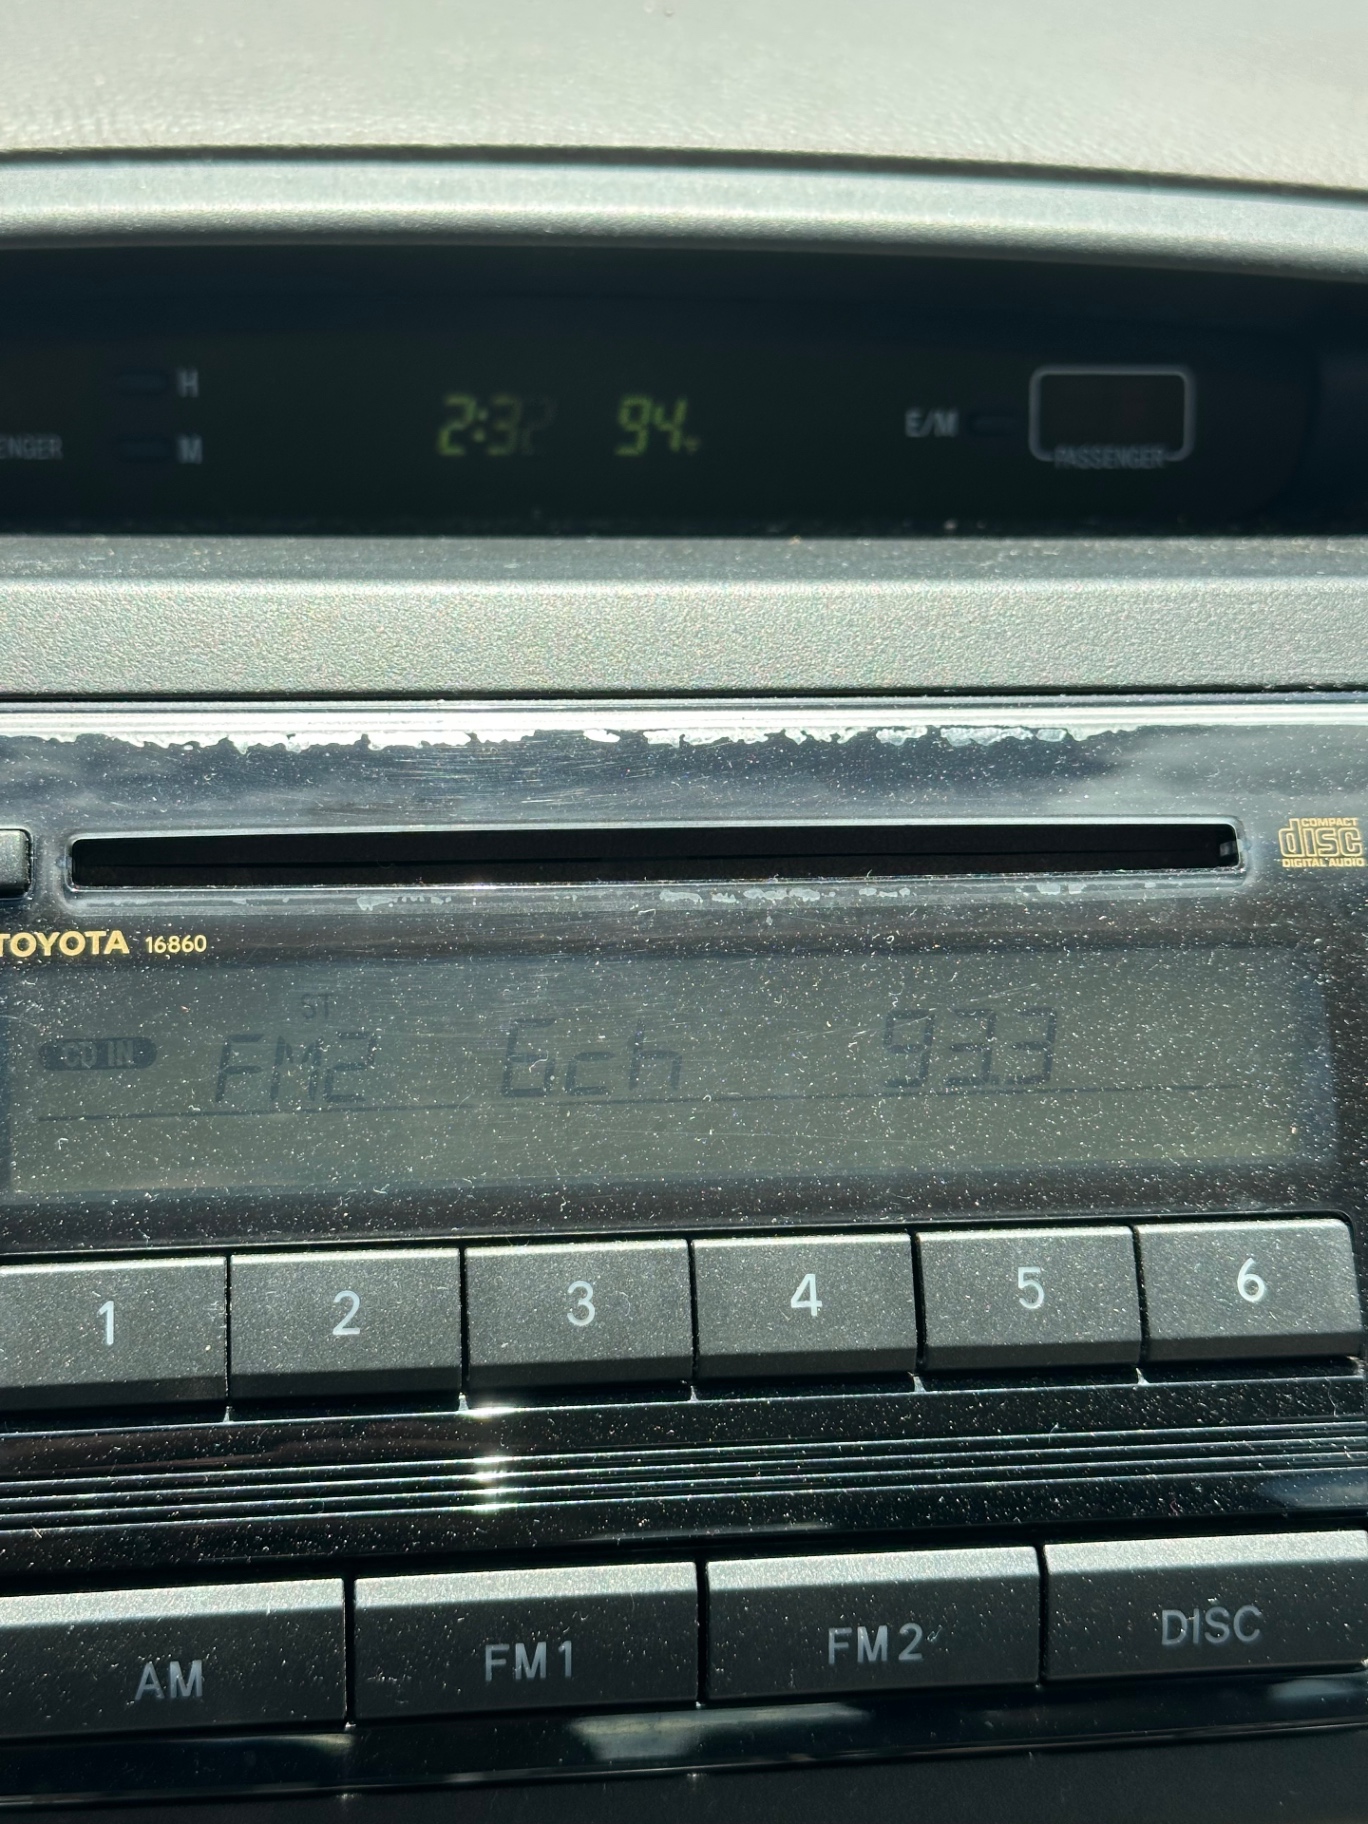 H
M
2:32 94°F
E/M
PASSENGER
COMPACT
disc
DIGITAL AUDIO
TOYOTA 16860
ST
CD IN FM2 6ch 93.3
1 2 3 4 5 6
AM FM1 FM2 DISC